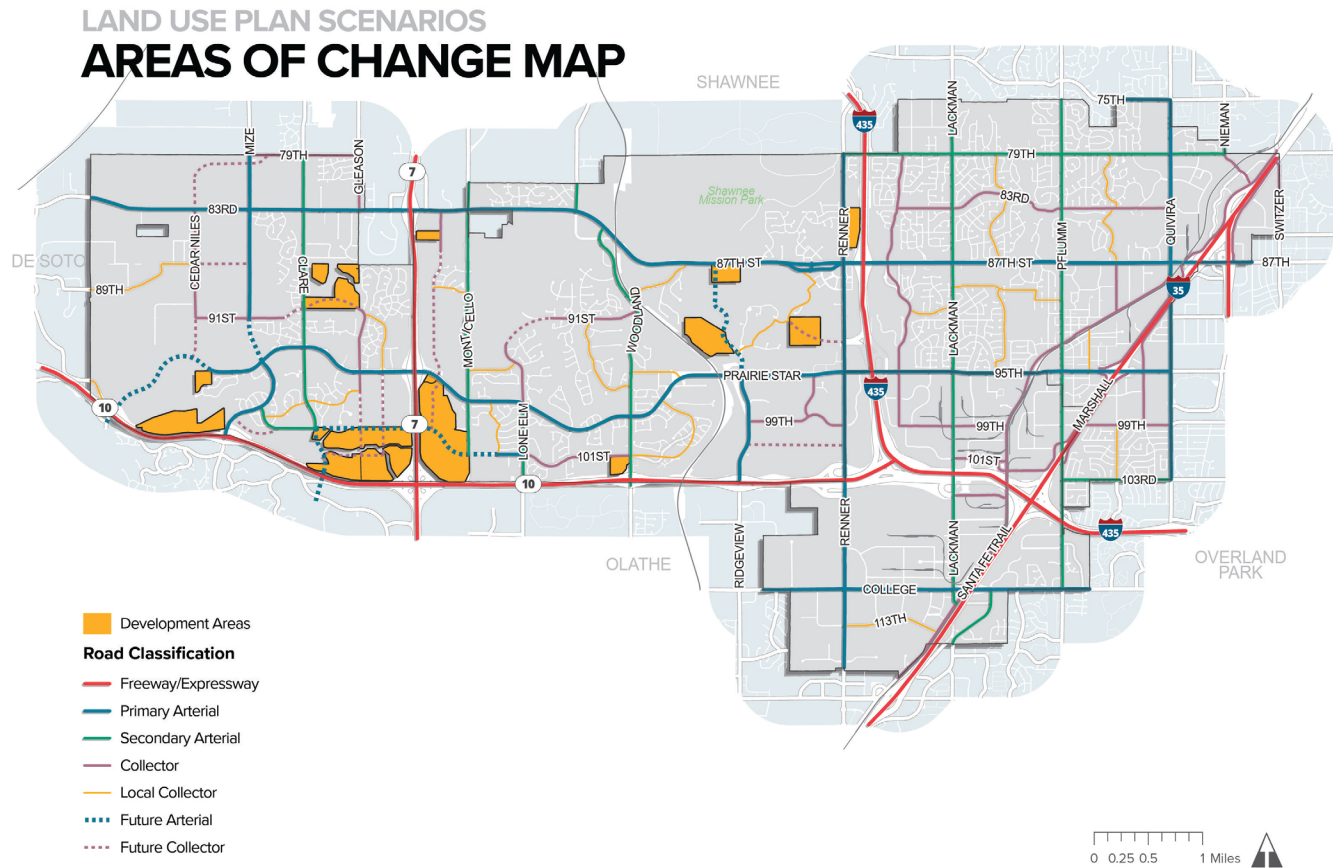 LAND USE PLAN SCENARIOS
AREAS OF CHANGE MAP
SHAWNEE
75TH
435
LACKMAN
NIEMAN
MIZE
79TH
GLEASON
7
79TH
Shawnee
Mission Park
83RD
83RD
CEDAR NILES
RENNER
PFLUMM
QUIVIRA
SWITZER
DE SOTO
CLARE
87TH ST
87TH ST
87TH
89TH
35
91ST
MONTICELLO
91ST
WOODLAND
LACKMAN
PRAIRIE STAR
95TH
435
MARSHALL
10
7
LONE ELM
99TH
99TH
99TH
101ST
101ST
103RD
10
RENNER
LACKMAN
SANTA FE TRAIL
435
OLATHE
RIDGEVIEW
OVERLAND
PARK
COLLEGE
113TH
Development Areas
Road Classification
Freeway/Expressway
Primary Arterial
Secondary Arterial
Collector
Local Collector
Future Arterial
Future Collector
0 0.25 0.5 1 Miles